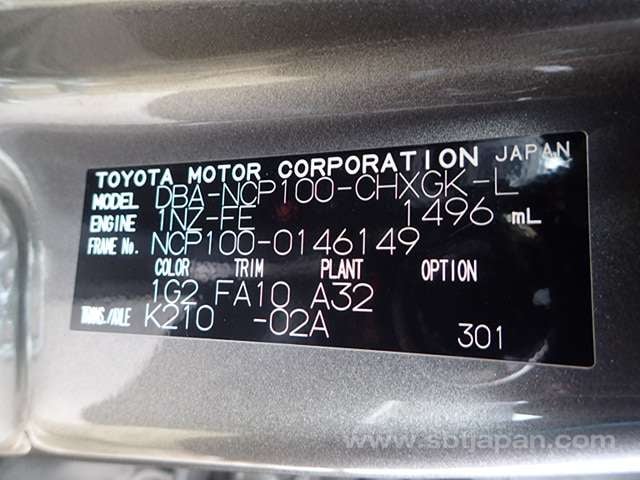 TOYOTA MOTOR CORPORATION JAPAN
MODEL DBA-NCP100-CHXGK-L
ENGINE 1NZ-FE 1496 mL
FRAME No. NCP100-0146149
COLOR TRIM PLANT OPTION
1G2 FA10 A32
TRANS./AXLE K210 -02A 301
www.sbtjapan.com